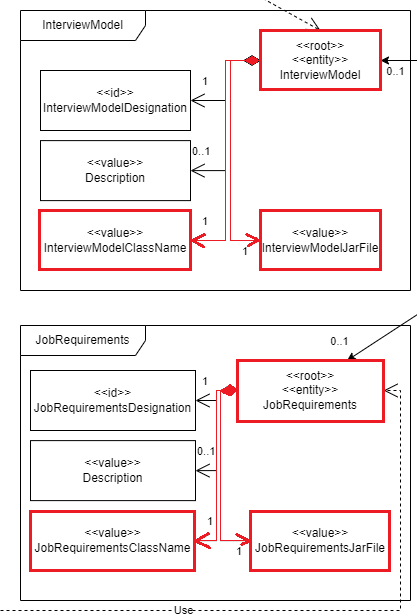 InterviewModel
<<root>>
<<entity>>
InterviewModel
0..1
1
<<id>>
InterviewModelDesignation
0..1
<<value>>
Description
1
<<value>>
InterviewModelClassName
<<value>>
InterviewModelJarFile
1
JobRequirements
0..1
<<root>>
<<entity>>
JobRequirements
1
<<id>>
JobRequirementsDesignation
0..1
<<value>>
Description
1
<<value>>
JobRequirementsClassName
<<value>>
JobRequirementsJarFile
1
Use